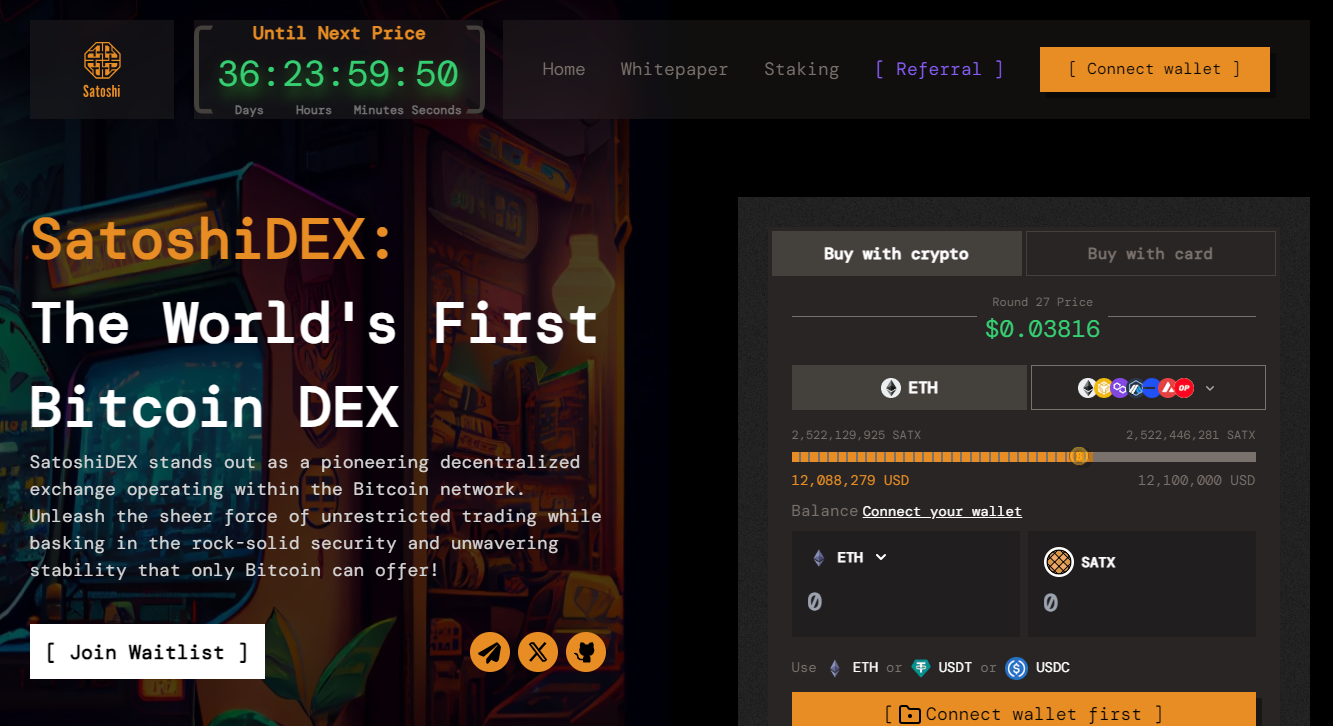 Satoshi
Until Next Price
36:23:59:50
Days Hours Minutes Seconds
Home Whitepaper Staking [ Referral ] [ Connect wallet ]
SatoshiDEX:
The World's First
Bitcoin DEX
SatoshiDEX stands out as a pioneering decentralized
exchange operating within the Bitcoin network.
Unleash the sheer force of unrestricted trading while
basking in the rock-solid security and unwavering
stability that only Bitcoin can offer!
[ Join Waitlist ]
Buy with crypto Buy with card
Round 27 Price
$0.03816
ETH
OP
2,522,129,925 SATX 2,522,446,281 SATX
12,088,279 USD 12,100,000 USD
Balance Connect your wallet
ETH SATX
0 0
Use ETH or USDT or USDC
[ Connect wallet first ]